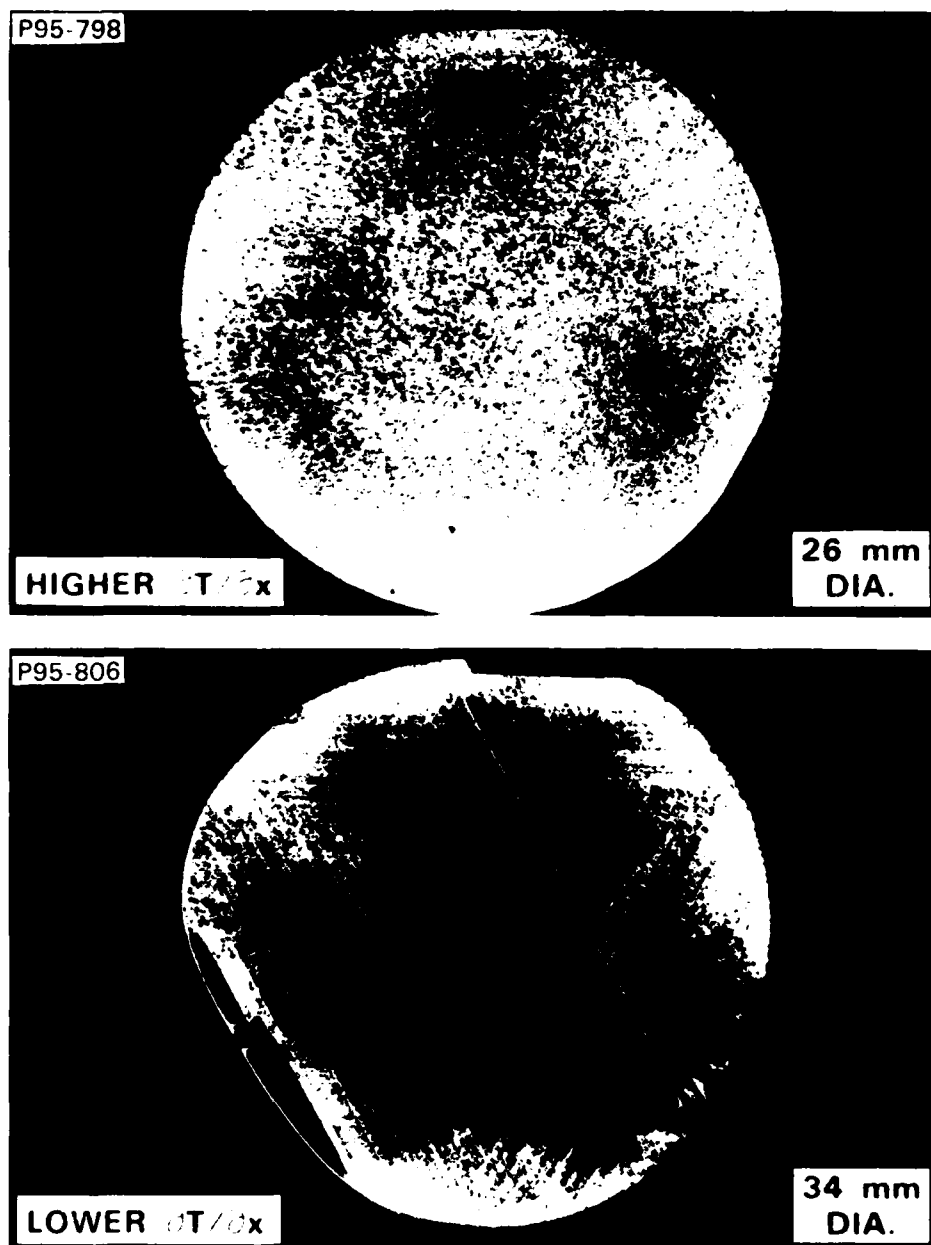 P95-798
HIGHER ∂T/∂x
26 mm
DIA.
P95-806
LOWER ∂T/∂x
34 mm
DIA.